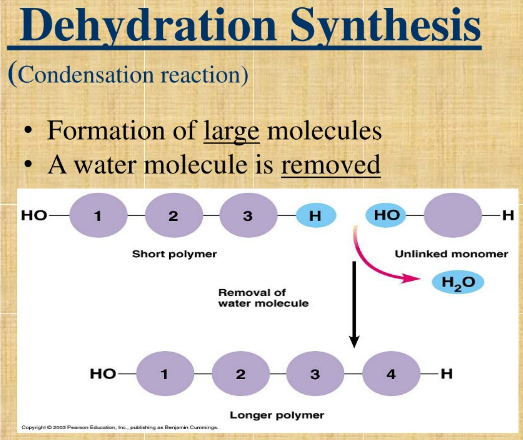 Dehydration Synthesis
(Condensation reaction)
• Formation of large molecules
• A water molecule is removed
HO 1 2 3 H HO H
Short polymer Unlinked monomer
H₂O
Removal of
water molecule
HO 1 2 3 4 H
Longer polymer
Copyright © 2003 Pearson Education, Inc., publishing as Benjamin Cummings.